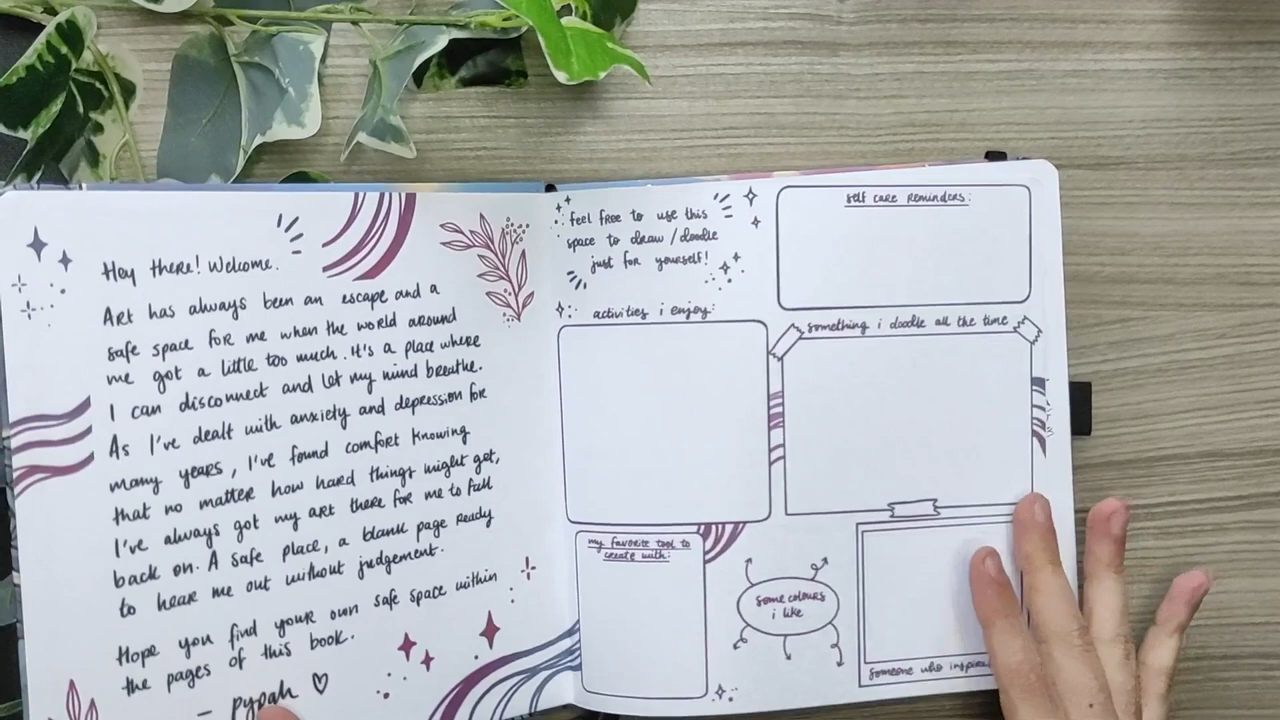 Hey there! Welcome.
Art has always been an escape and a
safe space for me when the world around
me got a little too much. It's a place where
I can disconnect and let my mind breathe.
As I've dealt with anxiety and depression for
many years, I've found comfort knowing
that no matter how hard things might get,
I've always got my art there for me to fall
back on. A safe place, a blank page ready
to hear me out without judgement.
Hope you find your own safe space within
the pages of this book.
feel free to use this
space to draw/doodle
just for yourself!
activities i enjoy:
self care reminders:
something i doodle all the time
my favorite tool to
create with:
some colours
i like
someone who